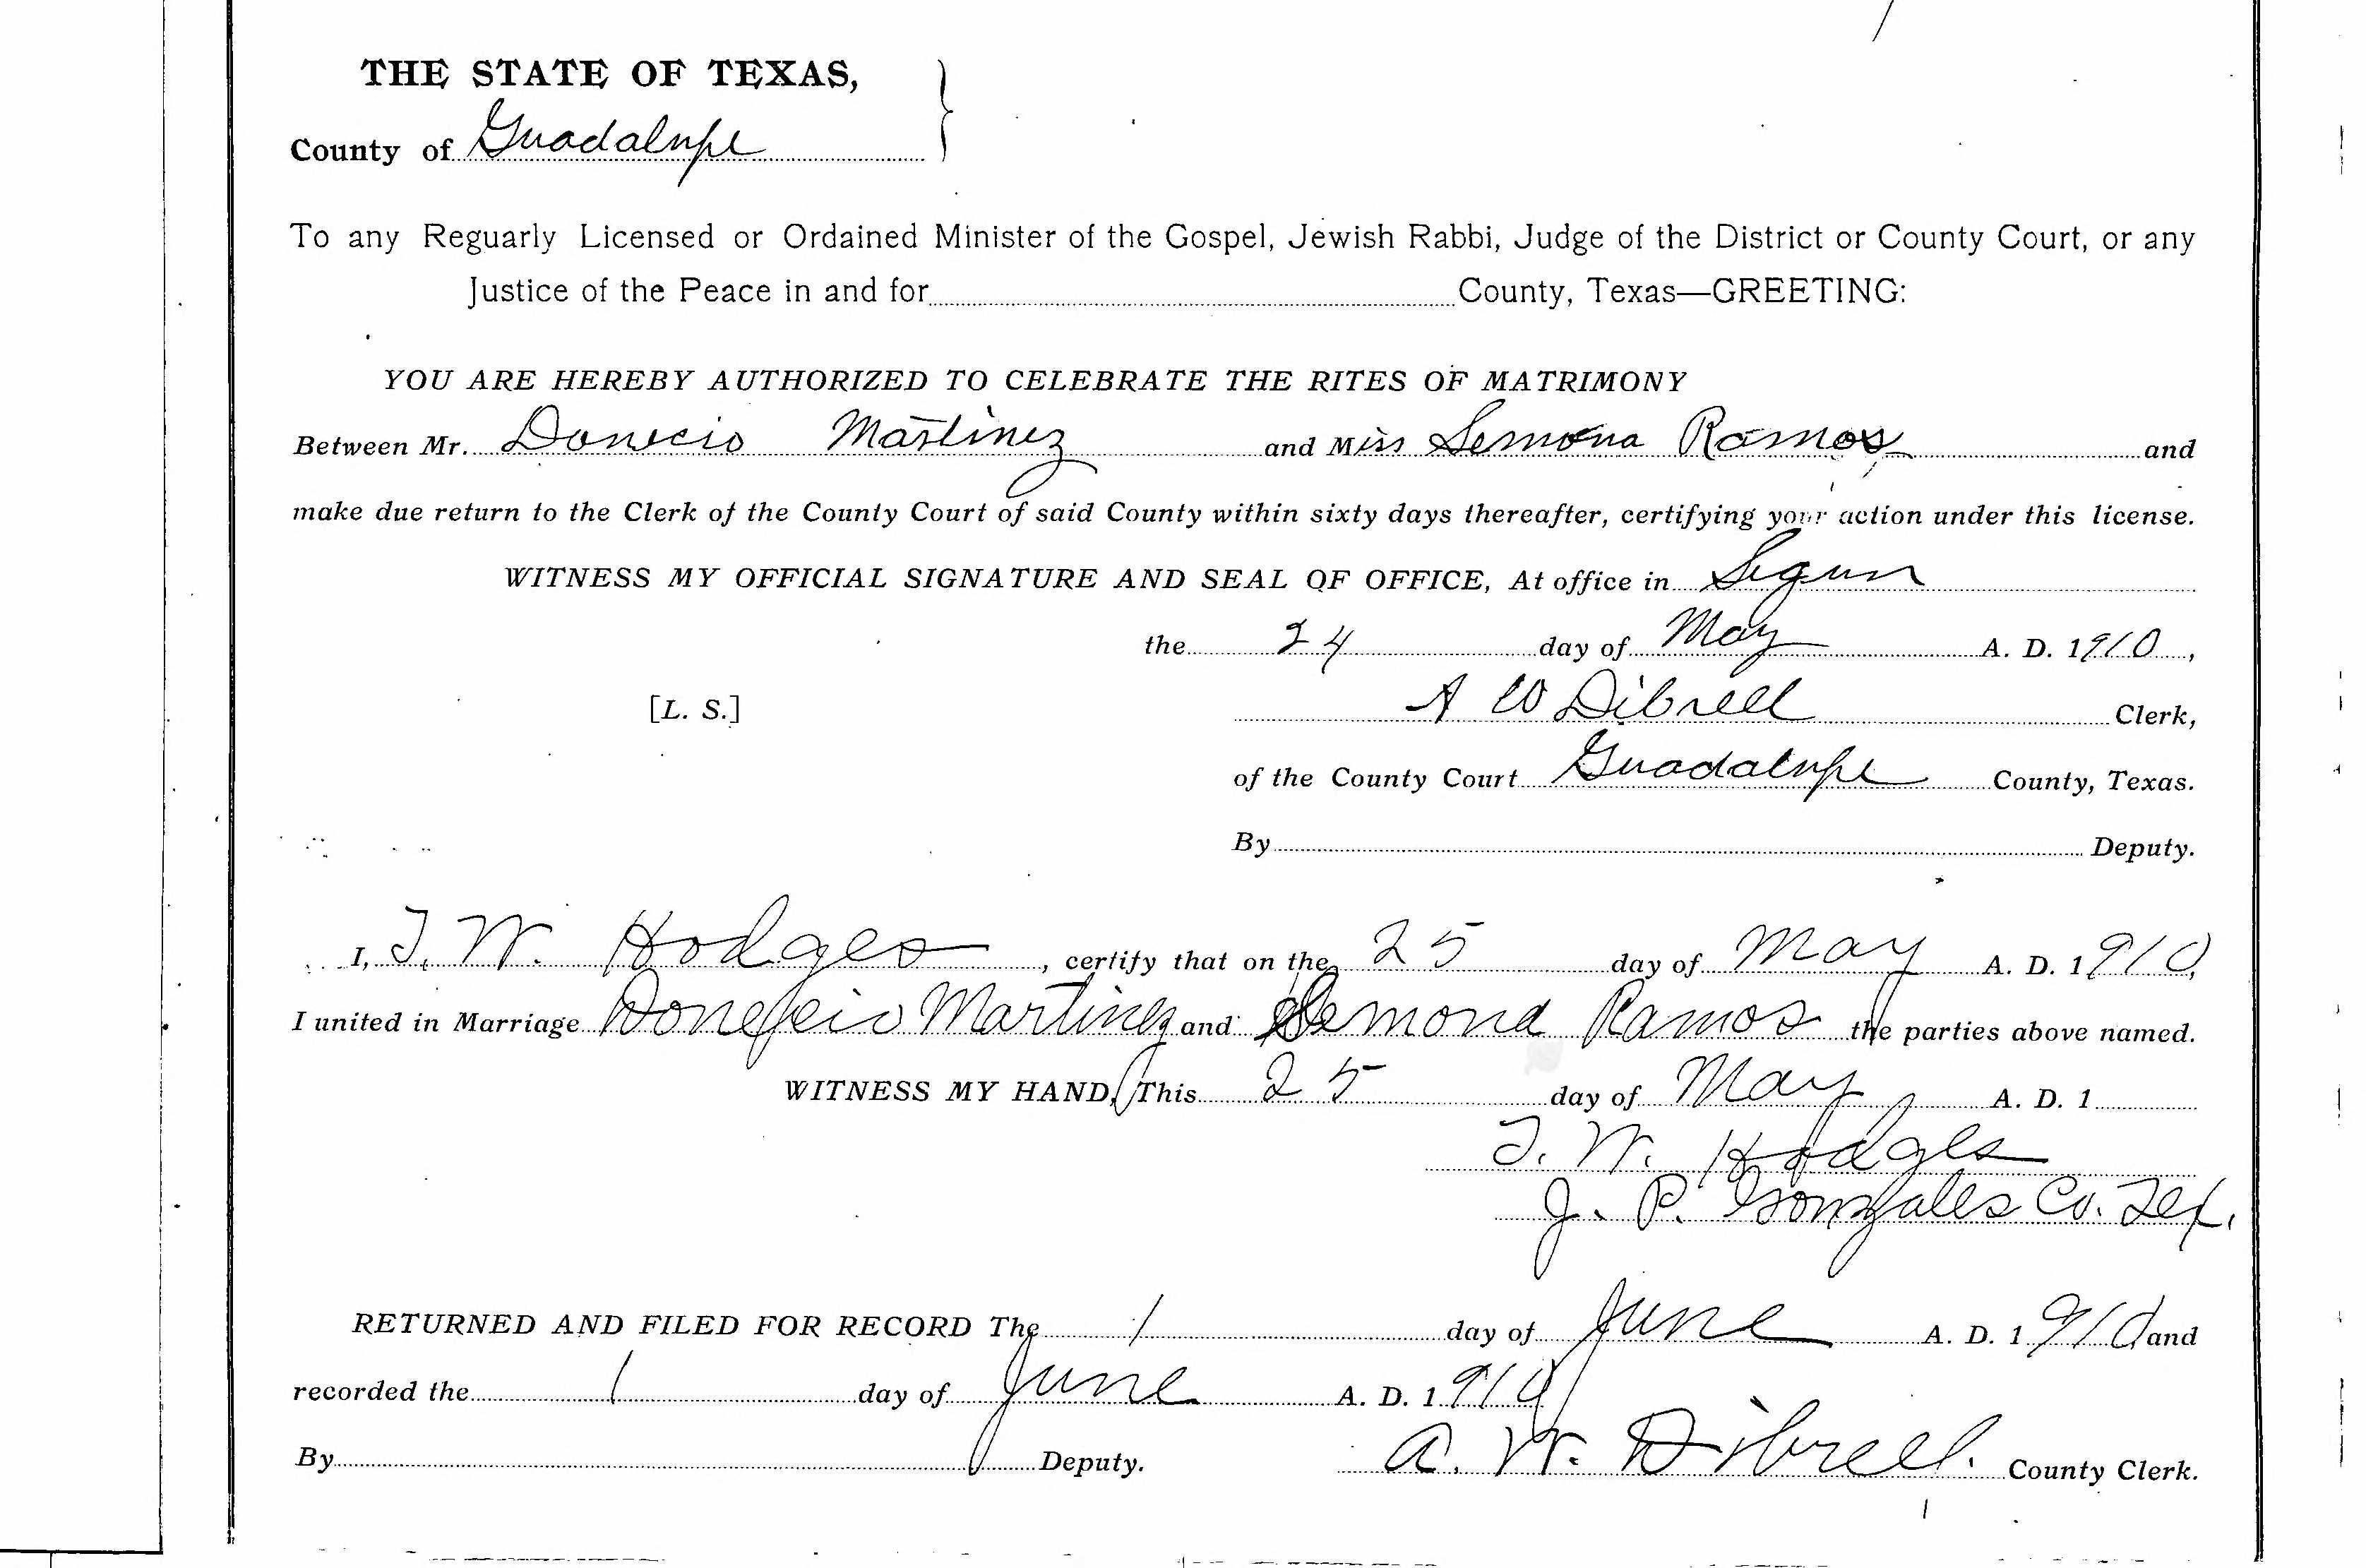 THE STATE OF TEXAS,
County of Guadalupe
To any Reguarly Licensed or Ordained Minister of the Gospel, Jewish Rabbi, Judge of the District or County Court, or any
Justice of the Peace in and for County, Texas—GREETING:
YOU ARE HEREBY AUTHORIZED TO CELEBRATE THE RITES OF MATRIMONY
Between Mr. Donecio Martinez and Miss Semona Ramos and
make due return to the Clerk of the County Court of said County within sixty days thereafter, certifying your action under this license.
WITNESS MY OFFICIAL SIGNATURE AND SEAL OF OFFICE, At office in Seguin
the 24 day of May A. D. 1910,
[L. S.] A W Dibrell Clerk,
of the County Court Guadalupe County, Texas.
By Deputy.
I, T. W. Hodges, certify that on the 25 day of May A. D. 1910,
I united in Marriage Donefcio Martinez and Semona Ramos the parties above named.
WITNESS MY HAND, This 25 day of May A. D. 1
T. W. Hodges
J. P. Gonzales Co. Tex.
RETURNED AND FILED FOR RECORD The 1 day of June A. D. 1910 and
recorded the 1 day of June A. D. 1910
By Deputy. A. W. Dibrell. County Clerk.